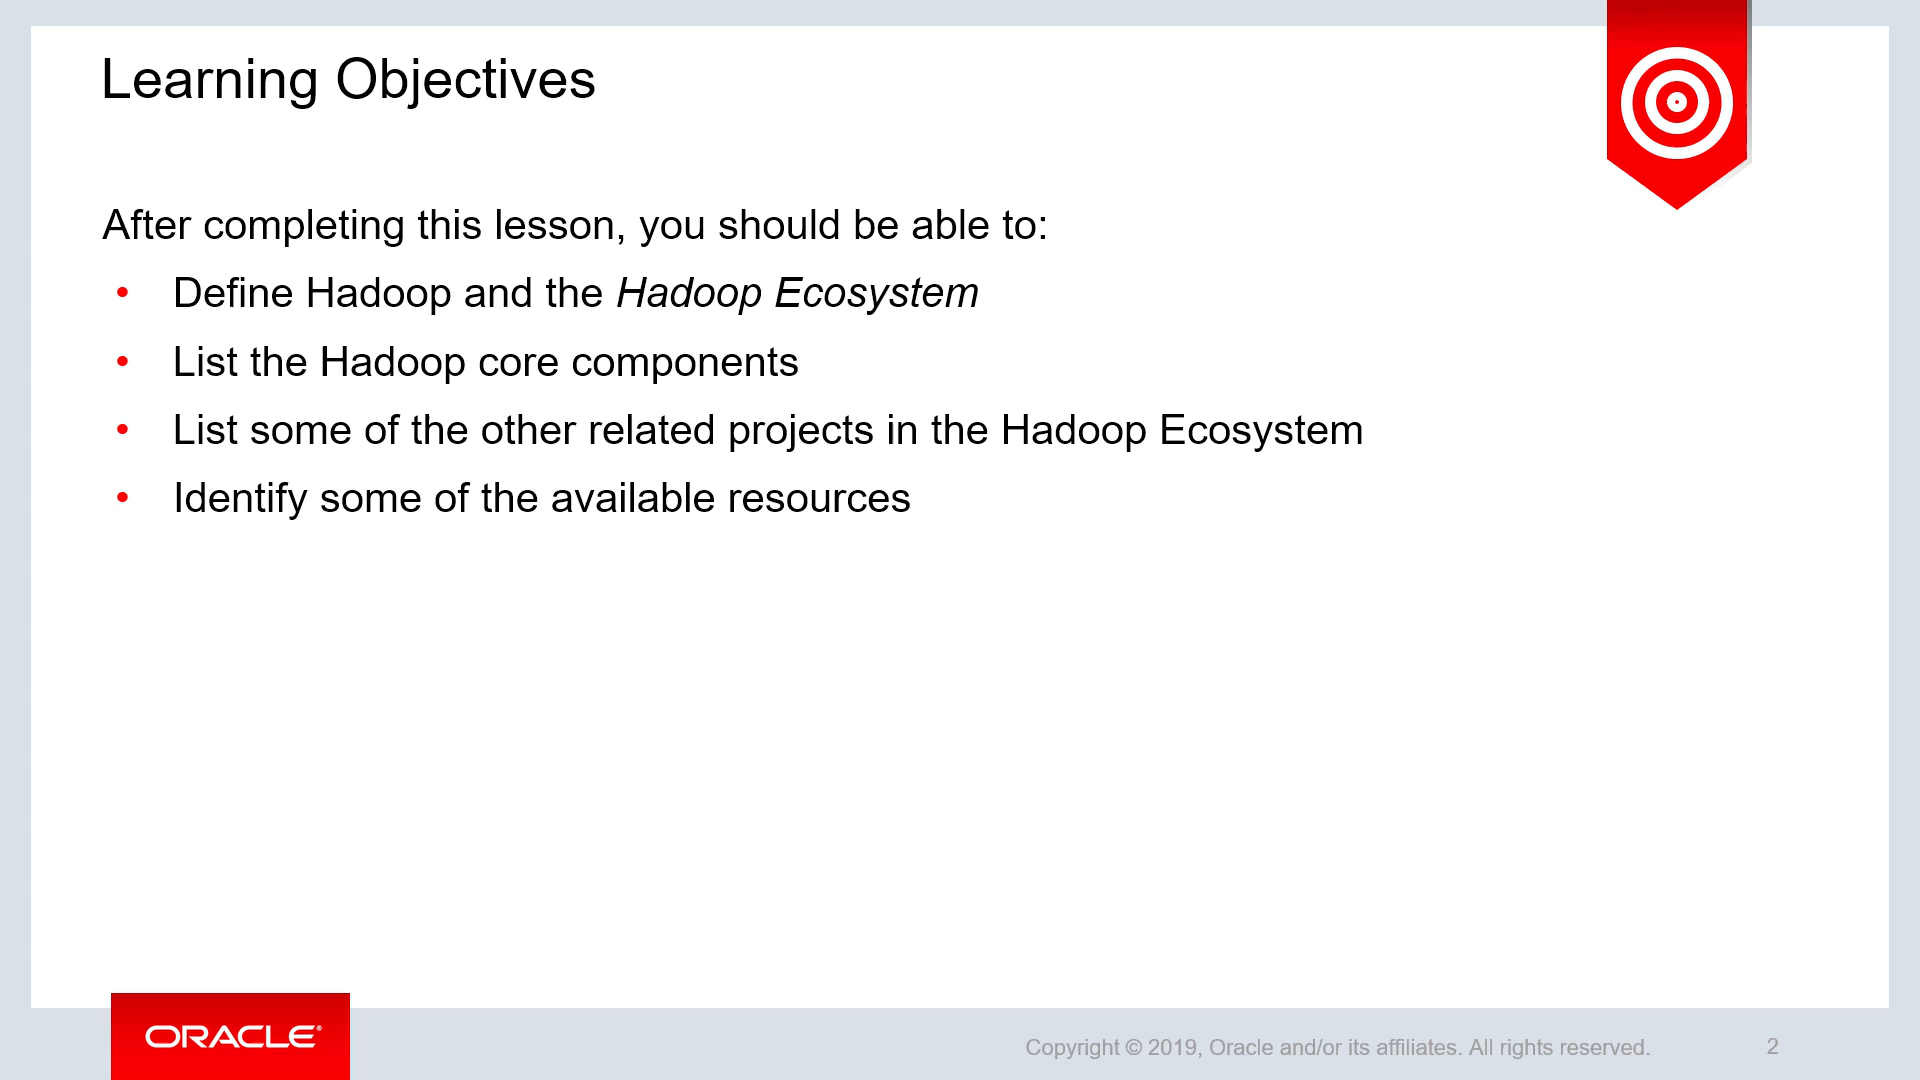 Learning Objectives
After completing this lesson, you should be able to:
• Define Hadoop and the Hadoop Ecosystem
• List the Hadoop core components
• List some of the other related projects in the Hadoop Ecosystem
• Identify some of the available resources
ORACLE®
Copyright © 2019, Oracle and/or its affiliates. All rights reserved.
2